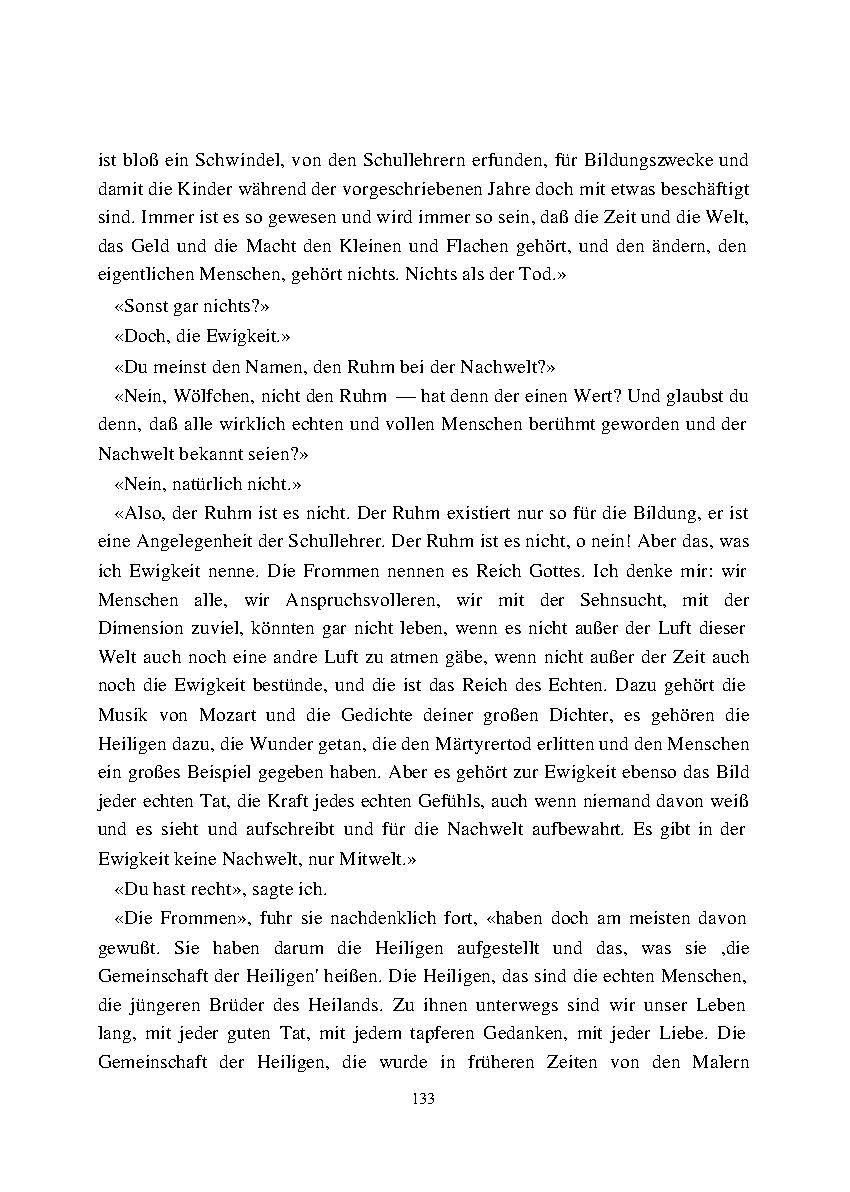 ist bloß ein Schwindel, von den Schullehrern erfunden, für Bildungszwecke und
damit die Kinder während der vorgeschriebenen Jahre doch mit etwas beschäftigt
sind. Immer ist es so gewesen und wird immer so sein, daß die Zeit und die Welt,
das Geld und die Macht den Kleinen und Flachen gehört, und den ändern, den
eigentlichen Menschen, gehört nichts. Nichts als der Tod.»
«Sonst gar nichts?»
«Doch, die Ewigkeit.»
«Du meinst den Namen, den Ruhm bei der Nachwelt?»
«Nein, Wölfchen, nicht den Ruhm — hat denn der einen Wert? Und glaubst du
denn, daß alle wirklich echten und vollen Menschen berühmt geworden und der
Nachwelt bekannt seien?»
«Nein, natürlich nicht.»
«Also, der Ruhm ist es nicht. Der Ruhm existiert nur so für die Bildung, er ist
eine Angelegenheit der Schullehrer. Der Ruhm ist es nicht, o nein! Aber das, was
ich Ewigkeit nenne. Die Frommen nennen es Reich Gottes. Ich denke mir: wir
Menschen alle, wir Anspruchsvolleren, wir mit der Sehnsucht, mit der
Dimension zuviel, könnten gar nicht leben, wenn es nicht außer der Luft dieser
Welt auch noch eine andre Luft zu atmen gäbe, wenn nicht außer der Zeit auch
noch die Ewigkeit bestünde, und die ist das Reich des Echten. Dazu gehört die
Musik von Mozart und die Gedichte deiner großen Dichter, es gehören die
Heiligen dazu, die Wunder getan, die den Märtyrertod erlitten und den Menschen
ein großes Beispiel gegeben haben. Aber es gehört zur Ewigkeit ebenso das Bild
jeder echten Tat, die Kraft jedes echten Gefühls, auch wenn niemand davon weiß
und es sieht und aufschreibt und für die Nachwelt aufbewahrt. Es gibt in der
Ewigkeit keine Nachwelt, nur Mitwelt.»
«Du hast recht», sagte ich.
«Die Frommen», fuhr sie nachdenklich fort, «haben doch am meisten davon
gewußt. Sie haben darum die Heiligen aufgestellt und das, was sie ‚die
Gemeinschaft der Heiligen' heißen. Die Heiligen, das sind die echten Menschen,
die jüngeren Brüder des Heilands. Zu ihnen unterwegs sind wir unser Leben
lang, mit jeder guten Tat, mit jedem tapferen Gedanken, mit jeder Liebe. Die
Gemeinschaft der Heiligen, die wurde in früheren Zeiten von den Malern
133